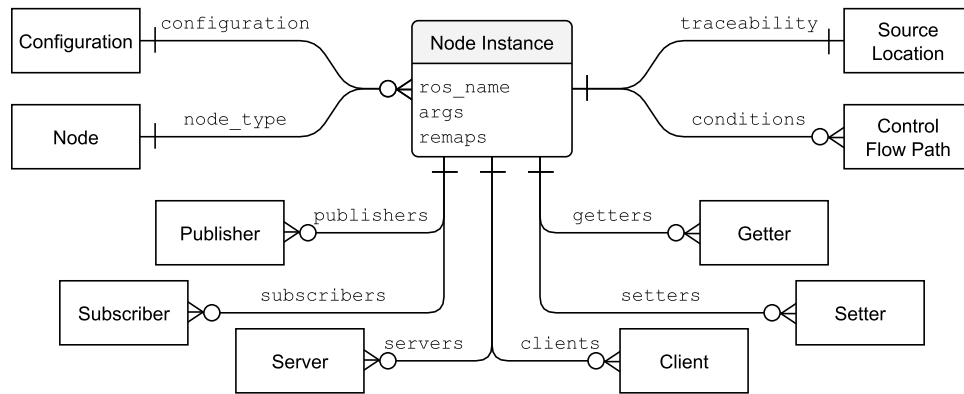 Configuration
configuration
Node Instance
traceability
Source
Location
ros_name
args
remaps
Node
node_type
conditions
Control
Flow Path
Publisher
publishers
getters
Getter
Subscriber
subscribers
setters
Setter
Server
servers
clients
Client